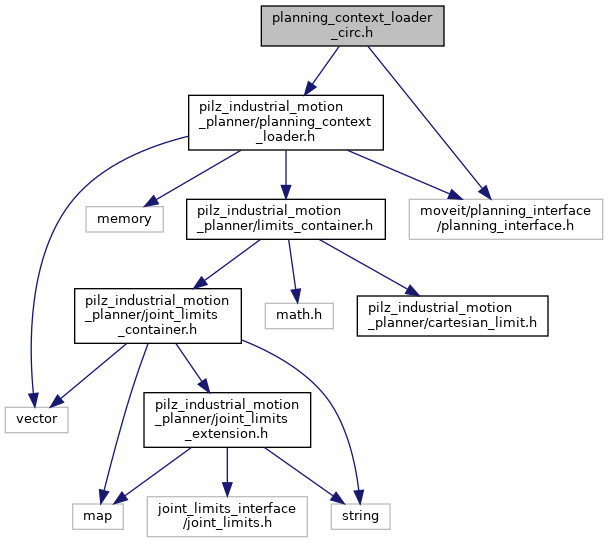 planning_context_loader
_circ.h
pilz_industrial_motion
_planner/planning_context
_loader.h
memory
pilz_industrial_motion
_planner/limits_container.h
moveit/planning_interface
/planning_interface.h
pilz_industrial_motion
_planner/joint_limits
_container.h
math.h
pilz_industrial_motion
_planner/cartesian_limit.h
vector
pilz_industrial_motion
_planner/joint_limits
_extension.h
map
joint_limits_interface
/joint_limits.h
string